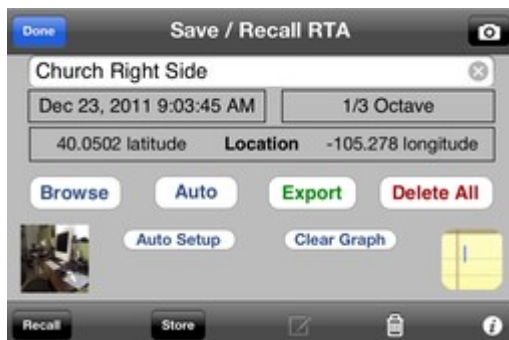 Done Save / Recall RTA
Church Right Side
Dec 23, 2011 9:03:45 AM 1/3 Octave
40.0502 latitude Location -105.278 longitude
Browse Auto Export Delete All
Auto Setup Clear Graph
Recall Store